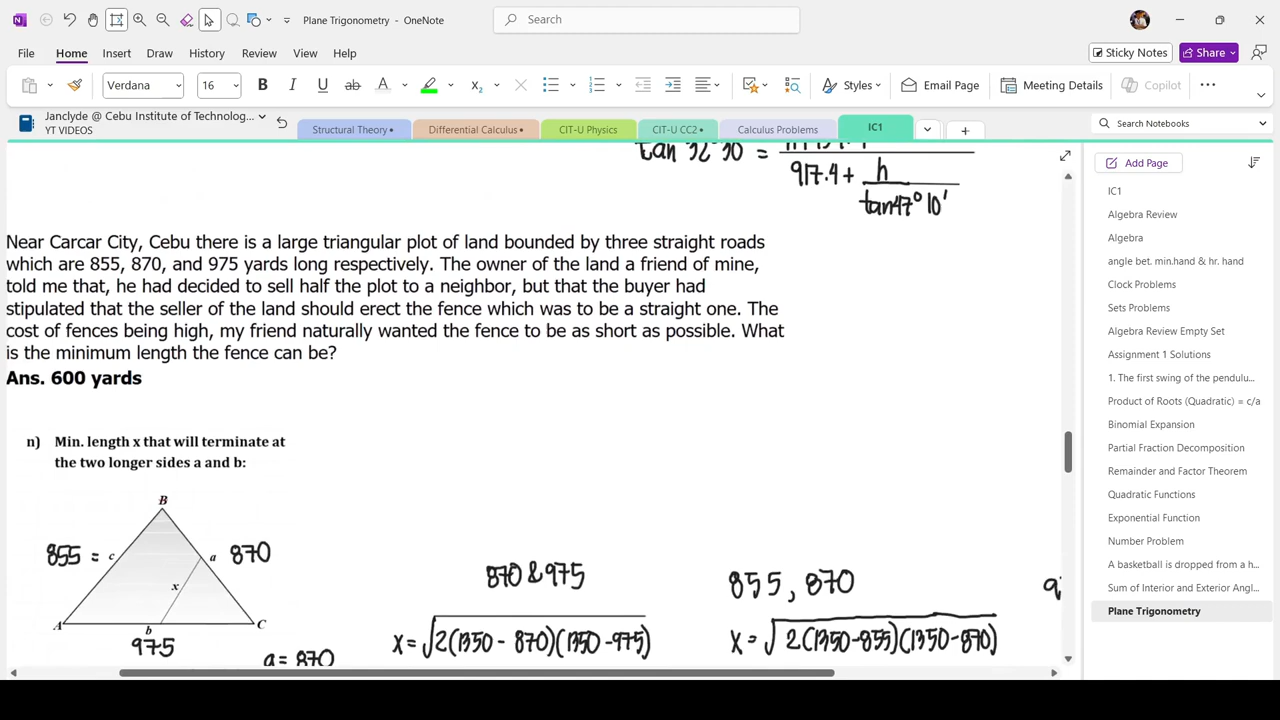 Plane Trigonometry - OneNote
Search
File Home Insert Draw History Review View Help
Sticky Notes
Share
Verdana
16
B I U ab A
Styles
Email Page
Meeting Details
Copilot
Janclyde @ Cebu Institute of Technolog...
YT VIDEOS
Structural Theory
Differential Calculus
CIT-U Physics
CIT-U CC2
Calculus Problems
IC1
Search Notebooks
Add Page
IC1
Algebra Review
Algebra
angle bet. min.hand & hr. hand
Clock Problems
Sets Problems
Algebra Review Empty Set
Assignment 1 Solutions
1. The first swing of the pendulu...
Product of Roots (Quadratic) = c/a
Binomial Expansion
Partial Fraction Decomposition
Remainder and Factor Theorem
Quadratic Functions
Exponential Function
Number Problem
A basketball is dropped from a h...
Sum of Interior and Exterior Angl...
Plane Trigonometry
tan 32°30 =
917.4 + h
tan47°10'
Near Carcar City, Cebu there is a large triangular plot of land bounded by three straight roads
which are 855, 870, and 975 yards long respectively. The owner of the land a friend of mine,
told me that, he had decided to sell half the plot to a neighbor, but that the buyer had
stipulated that the seller of the land should erect the fence which was to be a straight one. The
cost of fences being high, my friend naturally wanted the fence to be as short as possible. What
is the minimum length the fence can be?
Ans. 600 yards
n) Min. length x that will terminate at
the two longer sides a and b:
B
855 = c
a 870
x
A b C
975
a = 870
870 & 975
x = √2(1350 - 870)(1350 -975)
855, 870
x = √2(1350-855)(1350-870)